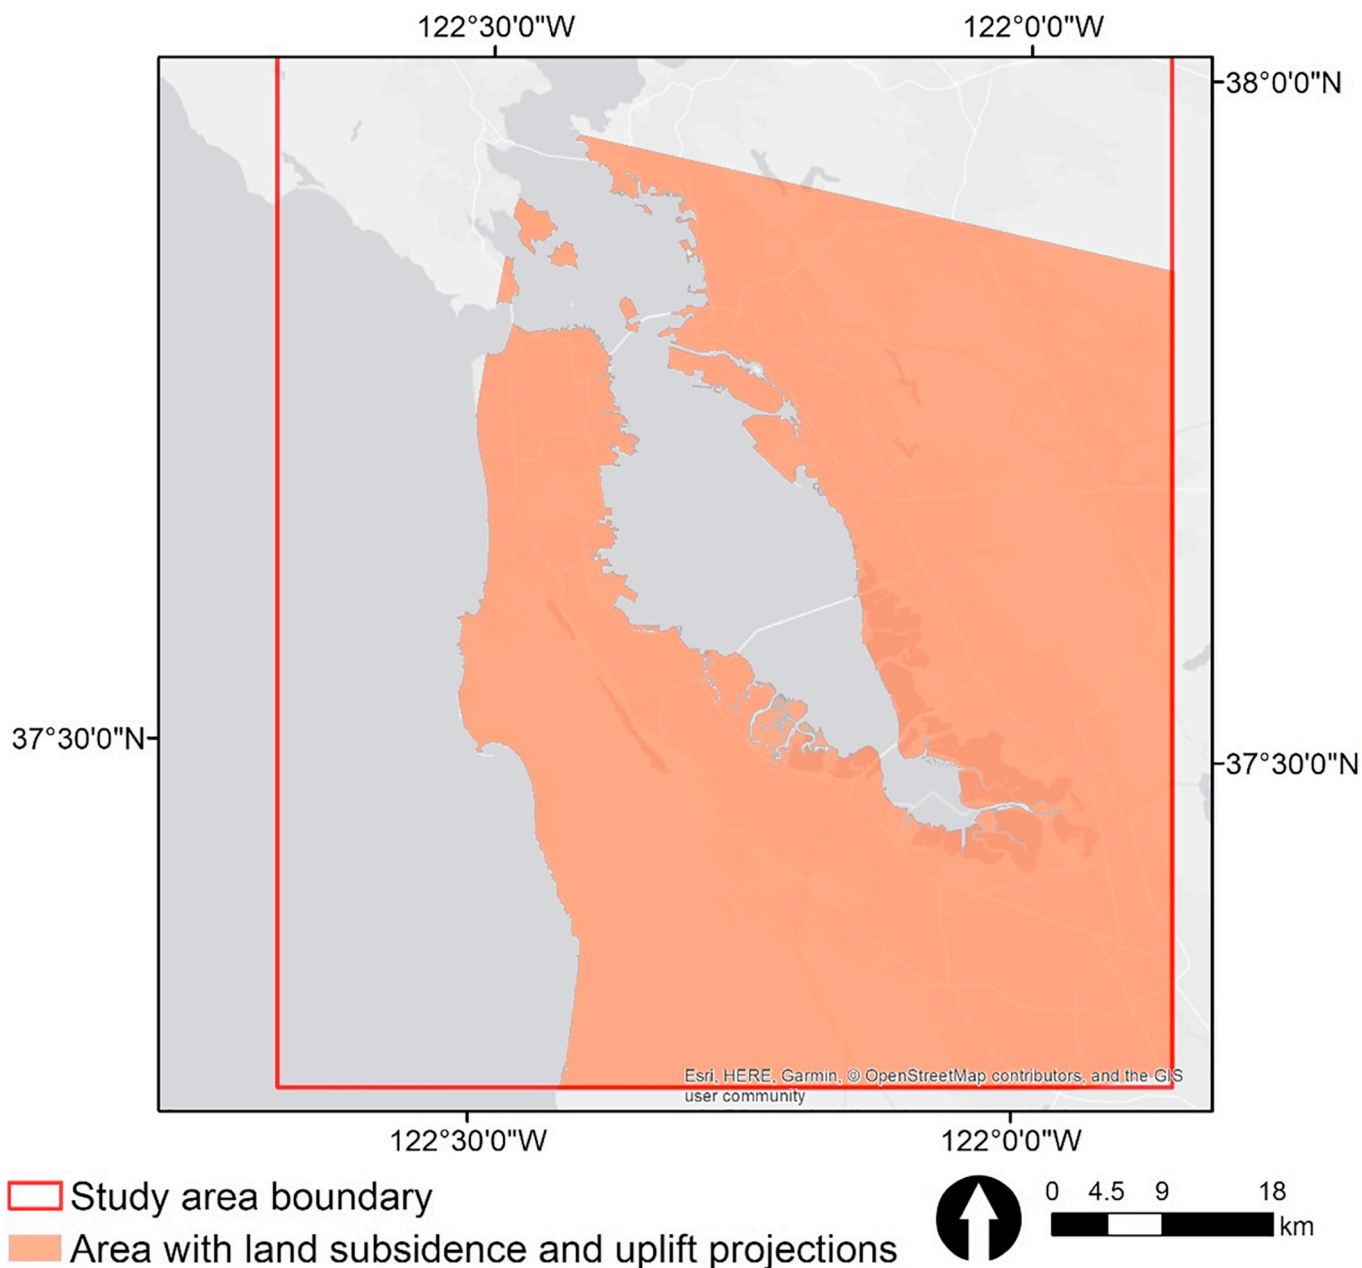 122°30'0"W 122°0'0"W
38°0'0"N
37°30'0"N
37°30'0"N
Esri, HERE, Garmin, © OpenStreetMap contributors, and the GIS
user community
122°30'0"W 122°0'0"W
Study area boundary
0 4.5 9 18
km
Area with land subsidence and uplift projections